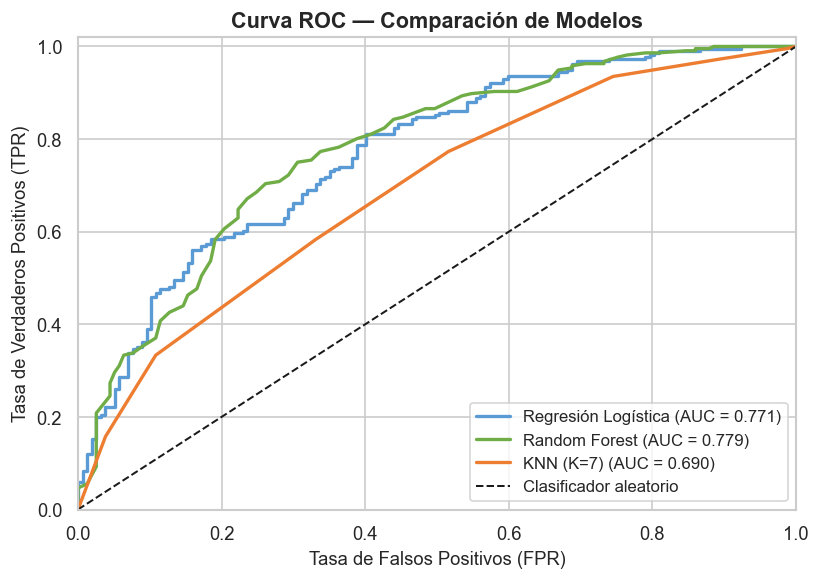 Curva ROC — Comparación de Modelos
Tasa de Verdaderos Positivos (TPR)
1.0
0.8
0.6
0.4
0.2
0.0
Regresión Logística (AUC = 0.771)
Random Forest (AUC = 0.779)
KNN (K=7) (AUC = 0.690)
Clasificador aleatorio
0.0 0.2 0.4 0.6 0.8 1.0
Tasa de Falsos Positivos (FPR)